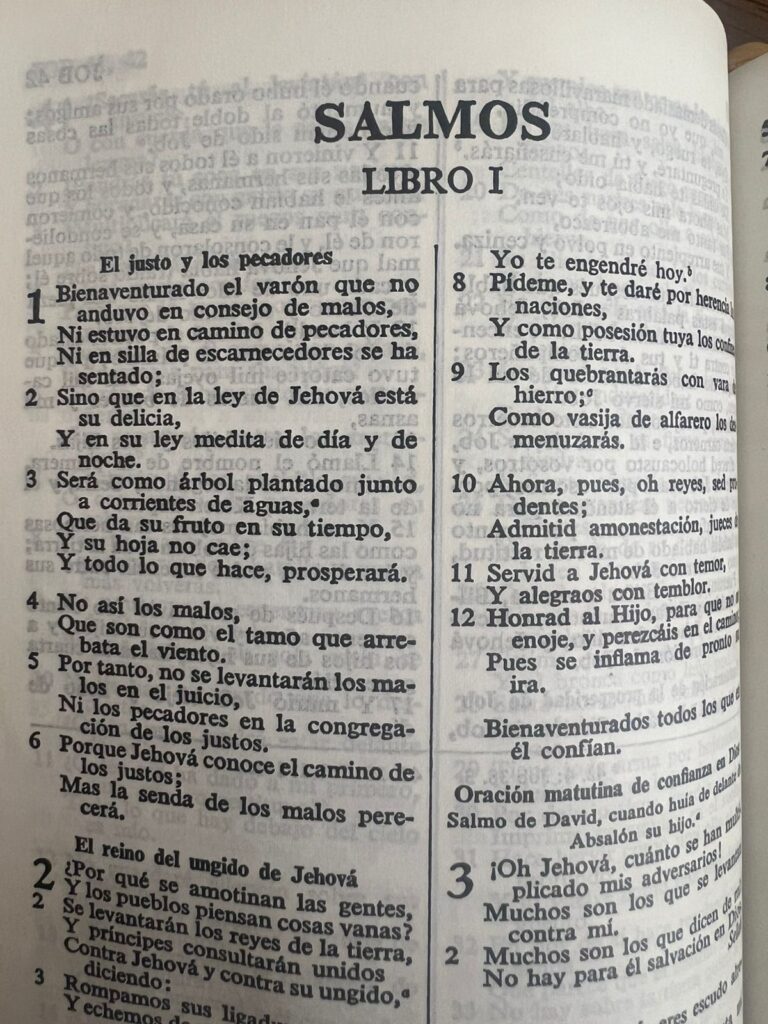 SALMOS
LIBRO I
El justo y los pecadores
1 Bienaventurado el varón que no
anduvo en consejo de malos,
Ni estuvo en camino de pecadores,
Ni en silla de escarnecedores se ha
sentado;
2 Sino que en la ley de Jehová está
su delicia,
Y en su ley medita de día y de
noche.
3 Será como árbol plantado junto
a corrientes de aguas,ᵃ
Que da su fruto en su tiempo,
Y su hoja no cae;
Y todo lo que hace, prosperará.
4 No así los malos,
Que son como el tamo que arre-
bata el viento.
5 Por tanto, no se levantarán los ma-
los en el juicio,
Ni los pecadores en la congrega-
ción de los justos.
6 Porque Jehová conoce el camino de
los justos;
Mas la senda de los malos pere-
cerá.
El reino del ungido de Jehová
2 ¿Por qué se amotinan las gentes,
Y los pueblos piensan cosas vanas?
2 Se levantarán los reyes de la tierra,
Y príncipes consultarán unidos
Contra Jehová y contra su ungido,ᵃ
diciendo:
3 Rompamos sus
Y echemos
Yo te engendré hoy.ᵇ
8 Pídeme, y te daré por herencia
naciones,
Y como posesión tuya los
de la tierra.
9 Los quebrantarás con vara
hierro;ᶜ
Como vasija de alfarero los
menuzarás.
10 Ahora, pues, oh reyes, sed
dentes;
Admitid amonestación, jueces
la tierra.
11 Servid a Jehová con temor,
Y alegraos con temblor.
12 Honrad al Hijo, para que no
enoje, y perezcáis en el
Pues se inflama de pronto
ira.
Bienaventurados todos los que
él confían.
Oración matutina de confianza en Dios
Salmo de David, cuando huía de delante
Absalón su hijo.ᵃ
3 ¡Oh Jehová, cuánto se han
plicado mis adversarios!
Muchos son los que se
contra mí.
2 Muchos son los que dicen de
No hay para él salvación en Dios.
escudo